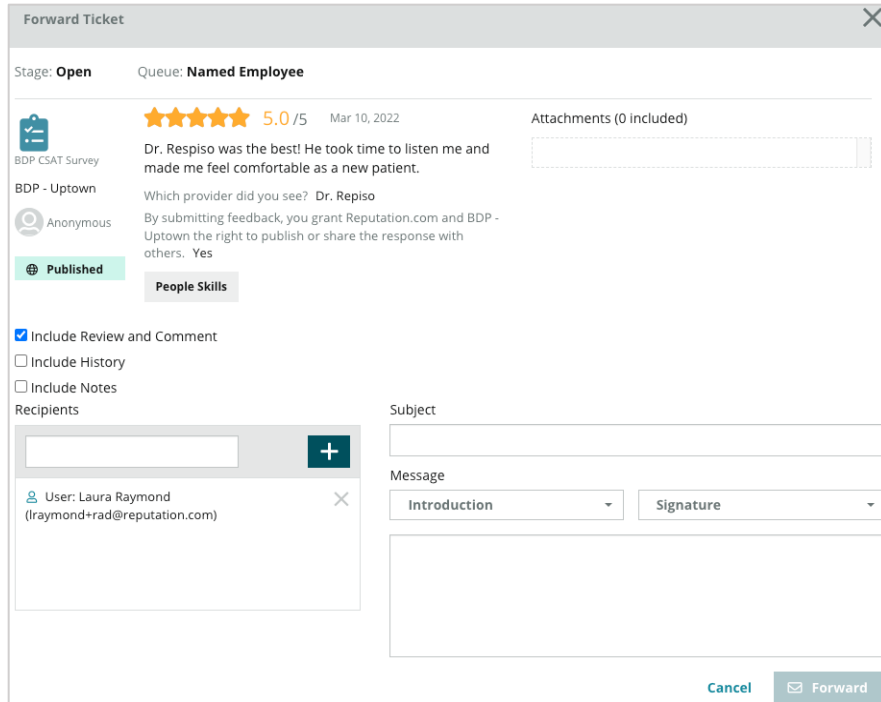 Forward Ticket
Stage: Open
Queue: Named Employee
BDP CSAT Survey
BDP - Uptown
Anonymous
Published
5.0 /5
Mar 10, 2022
Dr. Respiso was the best! He took time to listen me and
made me feel comfortable as a new patient.
Which provider did you see? Dr. Repiso
By submitting feedback, you grant Reputation.com and BDP -
Uptown the right to publish or share the response with
others. Yes
People Skills
Attachments (0 included)
Include Review and Comment
Include History
Include Notes
Recipients
User: Laura Raymond
(lraymond+rad@reputation.com)
Subject
Message
Introduction
Signature
Cancel
Forward